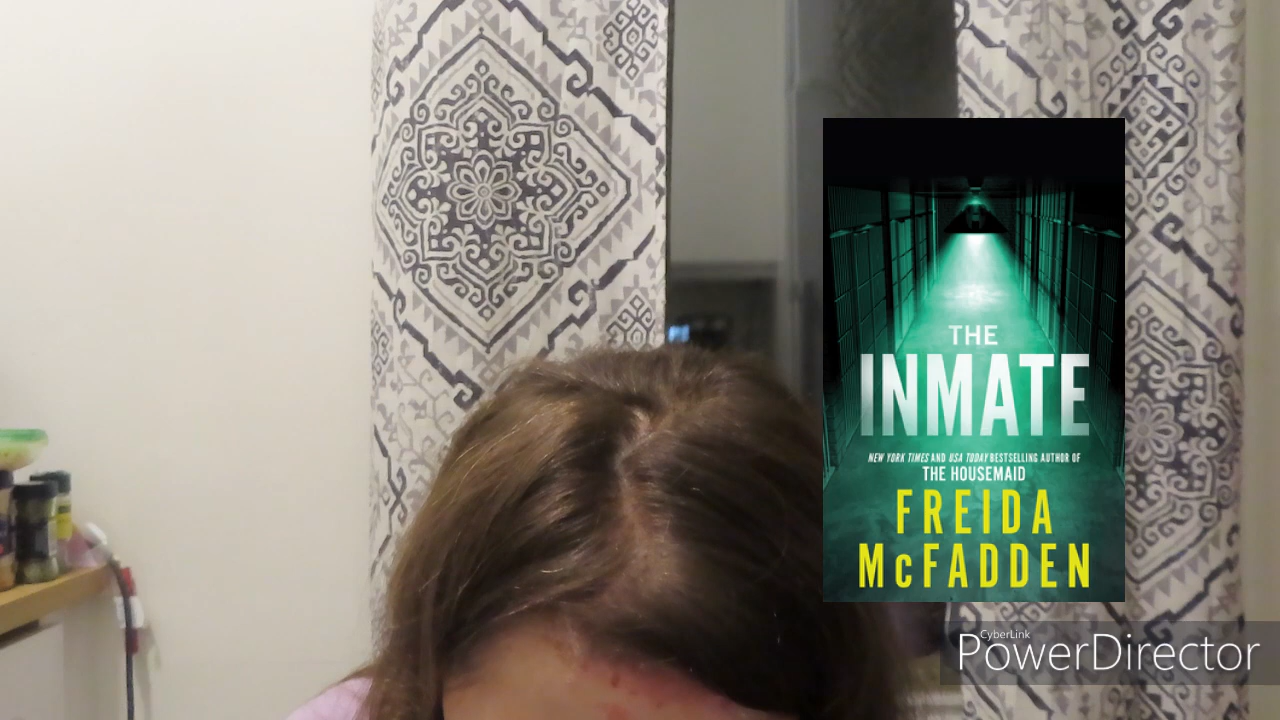 THE
INMATE
NEW YORK TIMES AND USA TODAY BESTSELLING AUTHOR OF
THE HOUSEMAID
FREIDA
McFADDEN
CyberLink
PowerDirector